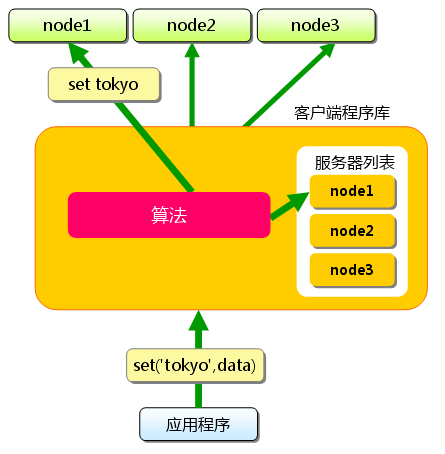 node1
node2
node3
set tokyo
客户端程序库
服务器列表
node1
算法
node2
node3
set('tokyo',data)
应用程序